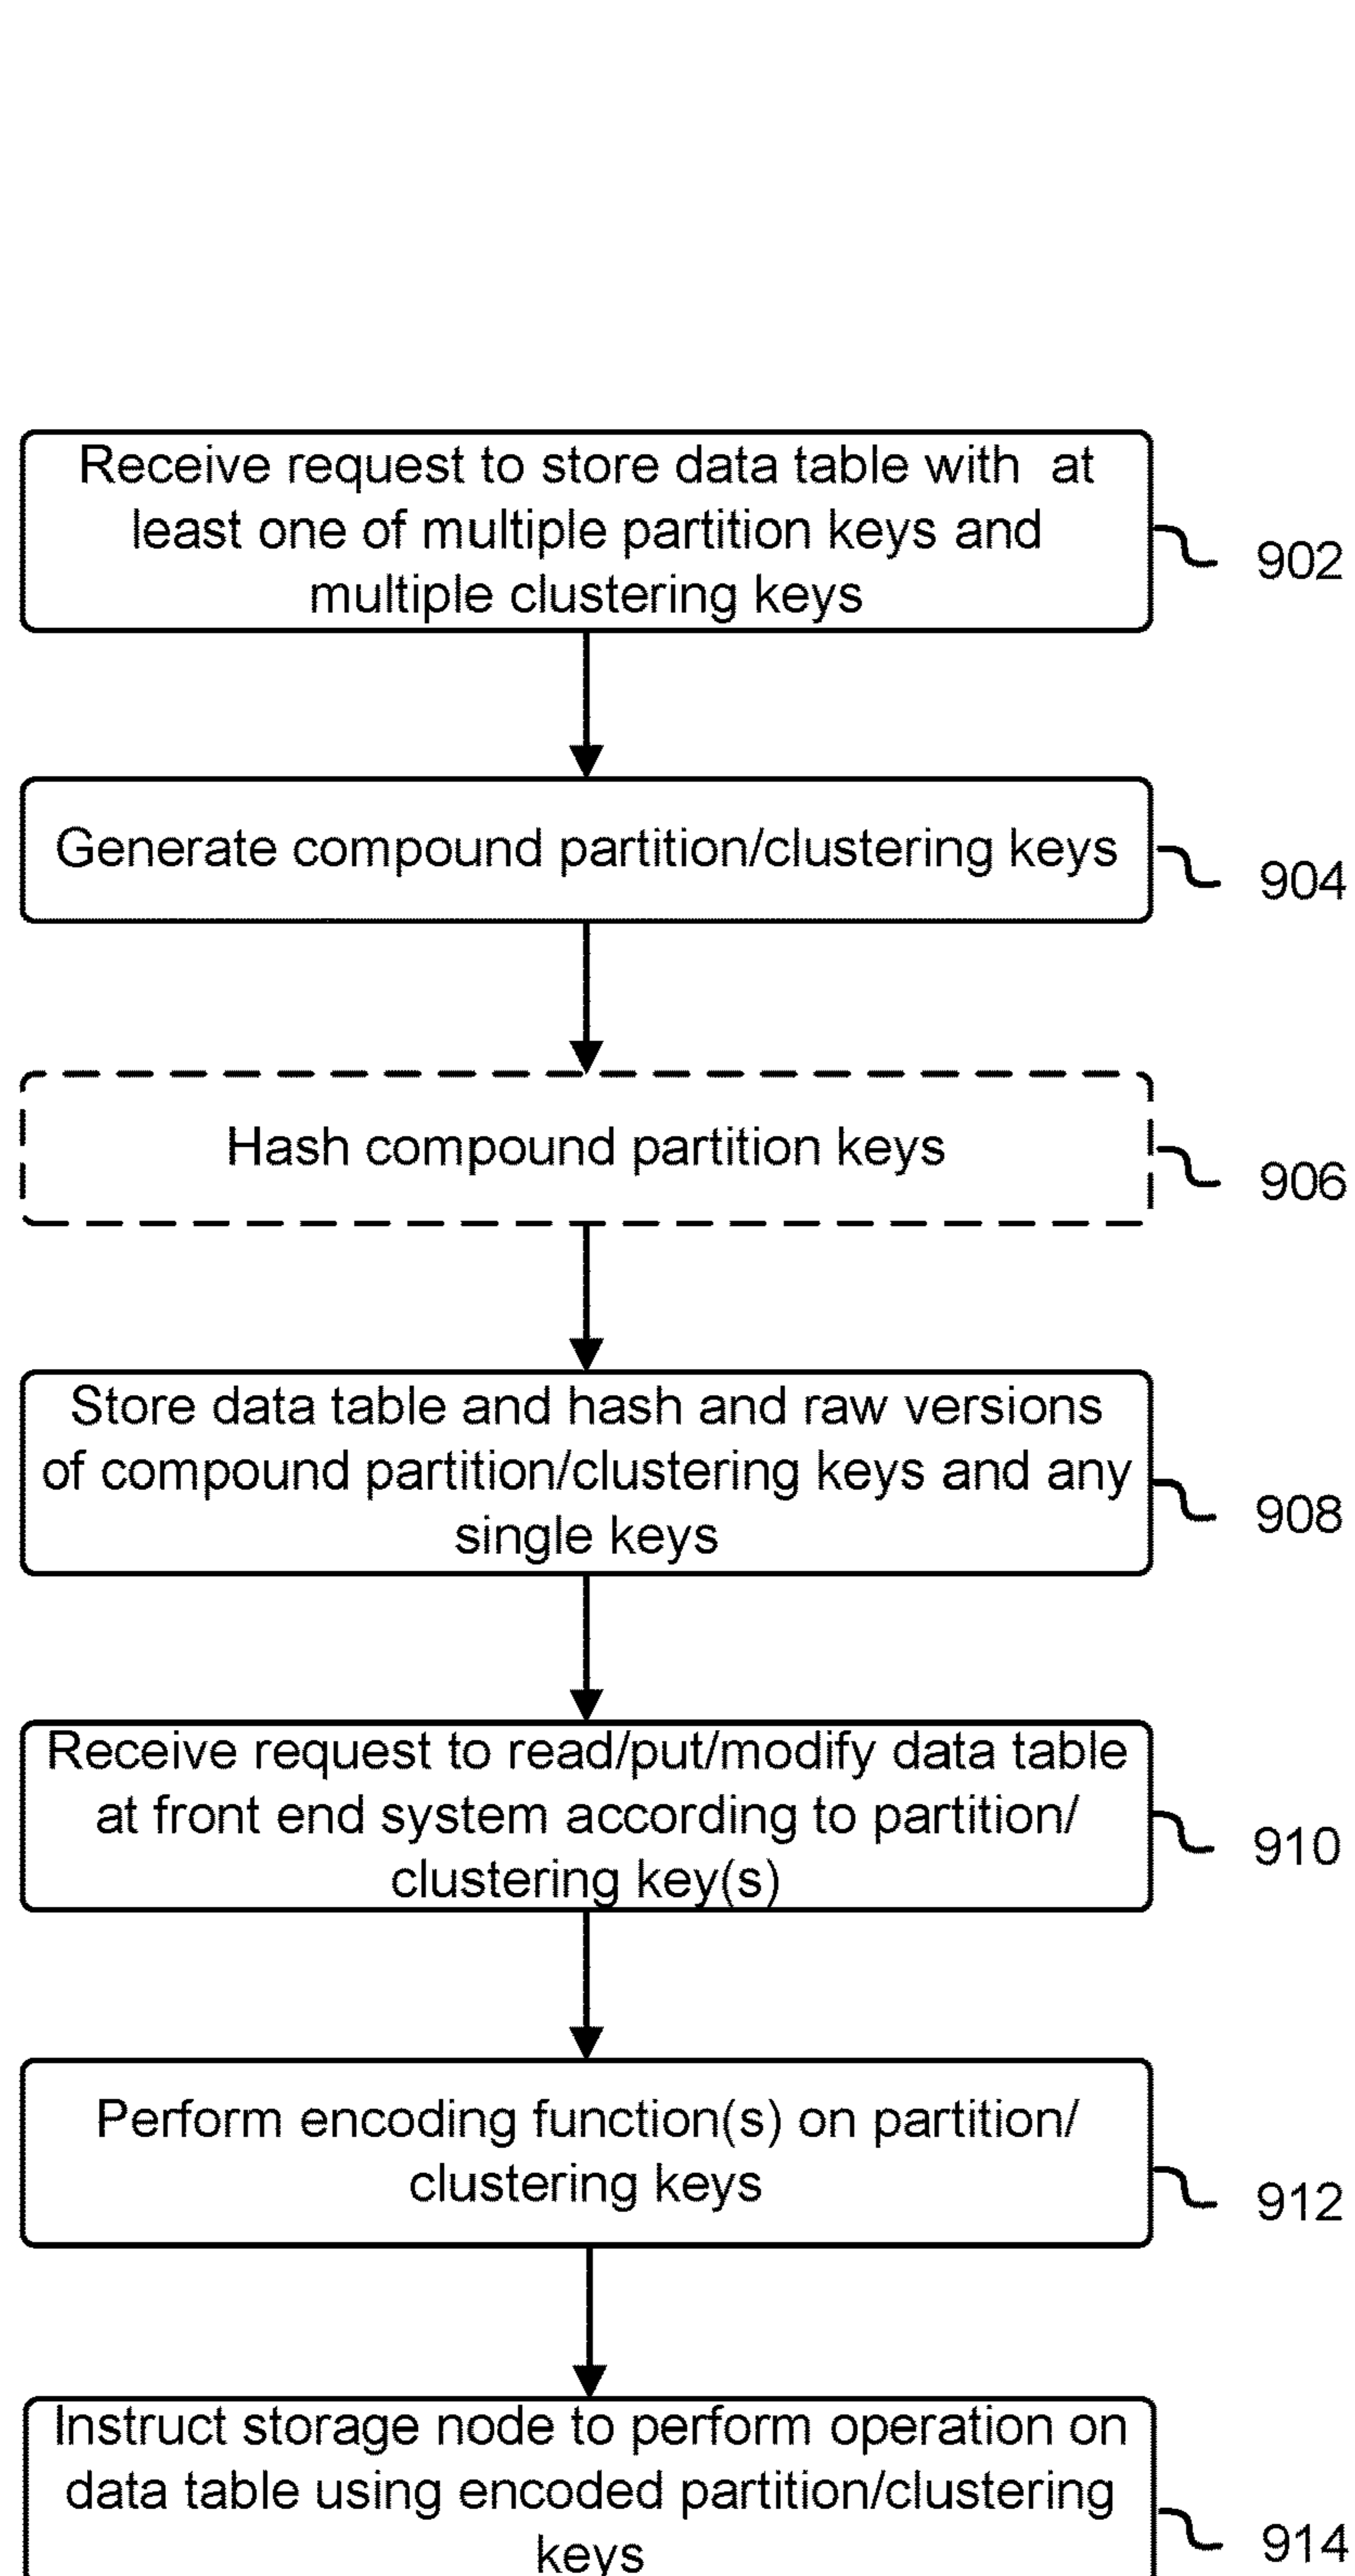 Receive request to store data table with at
least one of multiple partition keys and
multiple clustering keys
902
Generate compound partition/clustering keys
904
Hash compound partition keys
906
Store data table and hash and raw versions
of compound partition/clustering keys and any
single keys
908
Receive request to read/put/modify data table
at front end system according to partition/
clustering key(s)
910
Perform encoding function(s) on partition/
clustering keys
912
Instruct storage node to perform operation on
data table using encoded partition/clustering
keys
914